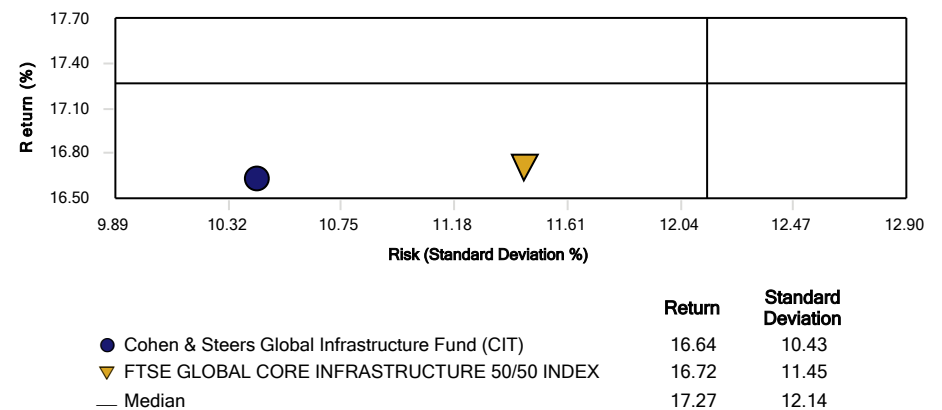 17.70
17.40
17.10
16.80
16.50
Return (%)
9.89 10.32 10.75 11.18 11.61 12.04 12.47 12.90
Risk (Standard Deviation %)
Return Standard Deviation
Cohen & Steers Global Infrastructure Fund (CIT) 16.64 10.43
FTSE GLOBAL CORE INFRASTRUCTURE 50/50 INDEX 16.72 11.45
Median 17.27 12.14